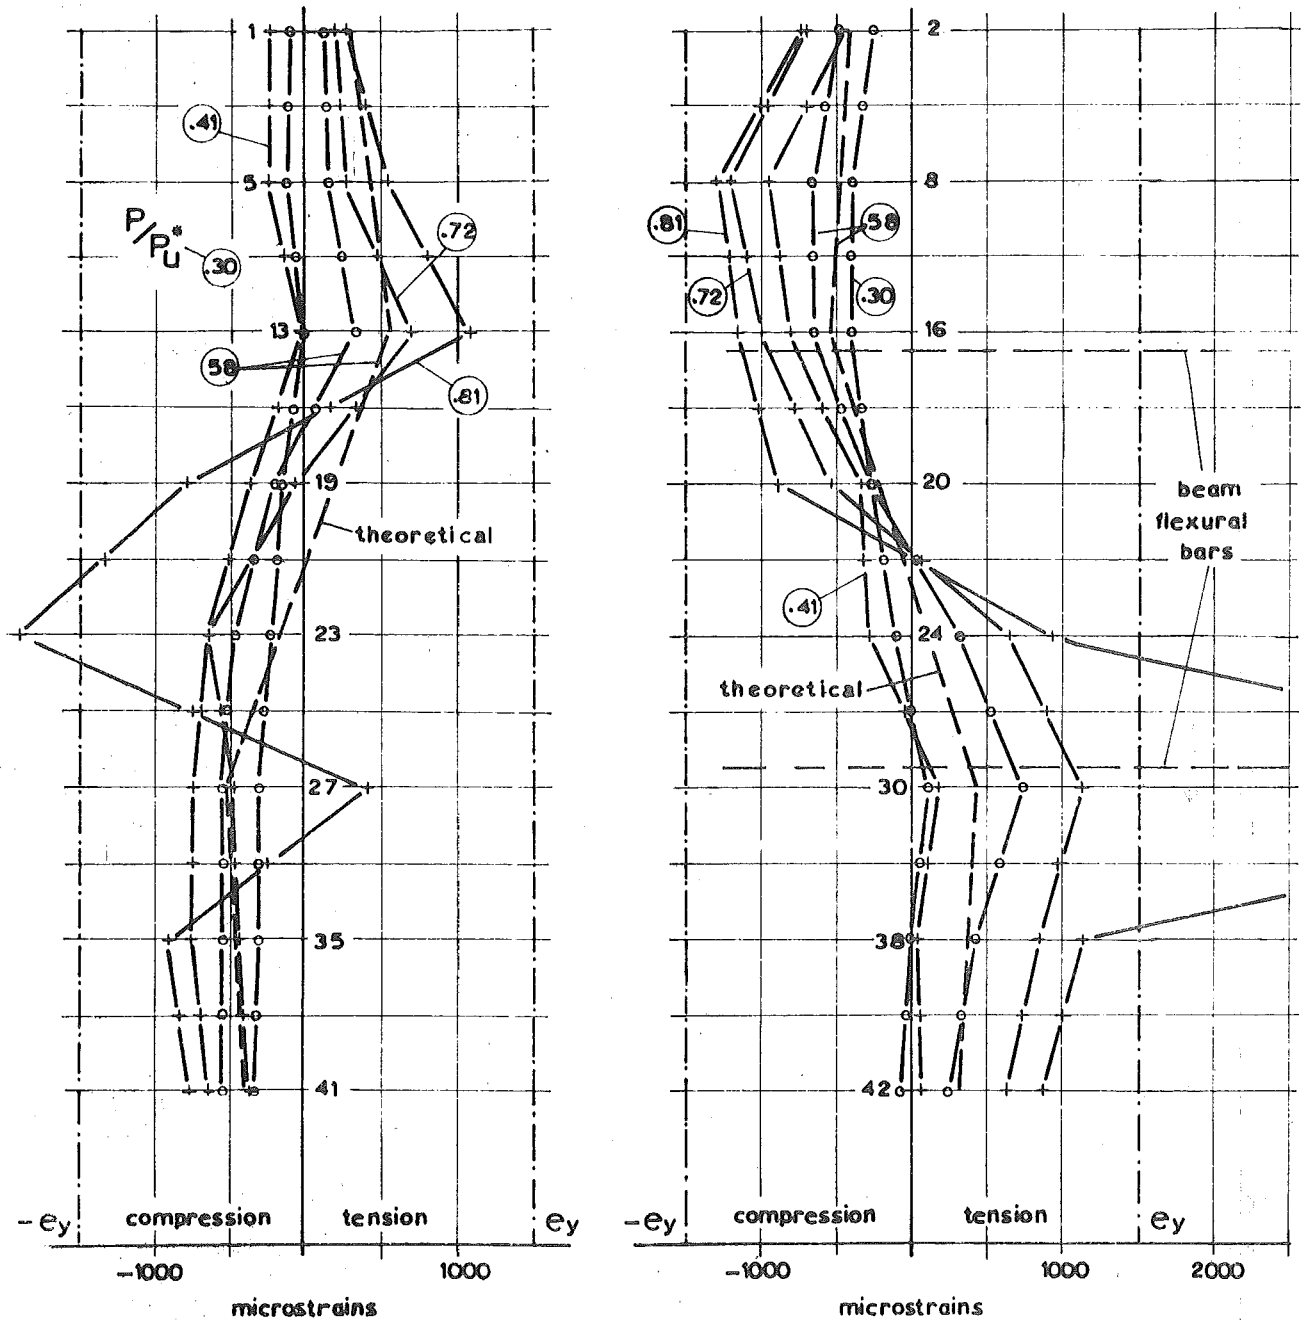 1
.41
5
P/Pu*
.30
.72
13
58
.81
19
theoretical
23
27
35
41
-ey compression tension ey
-1000 1000
microstrains
2
8
.81
58
.72
.30
16
20
beam
flexural
bars
.41
24
theoretical
30
38
42
-ey compression tension ey
-1000 1000 2000
microstrains